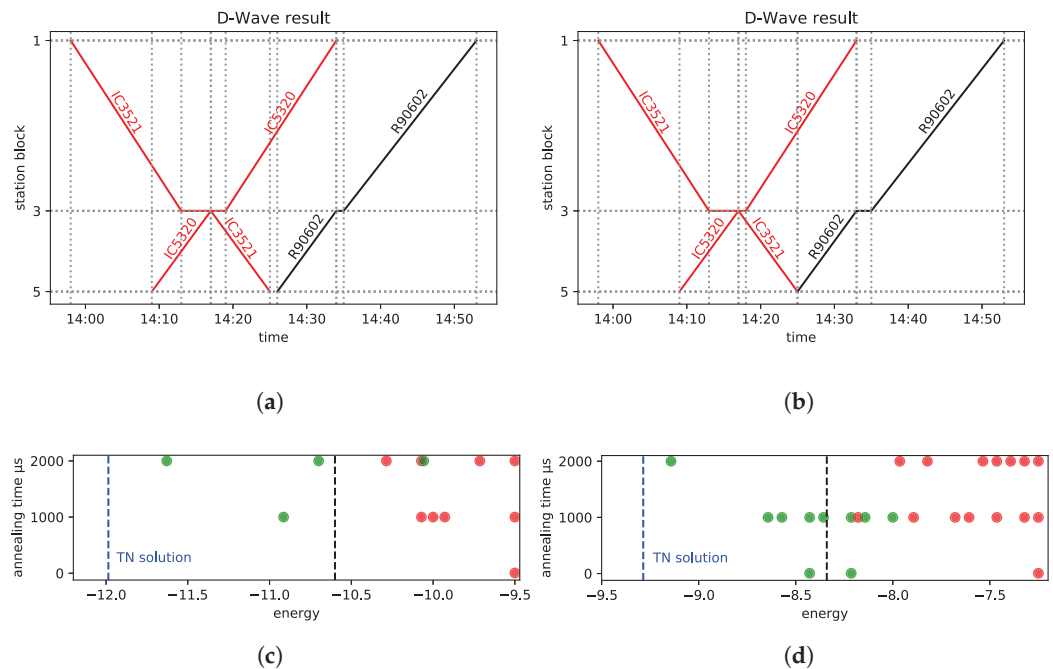 D-Wave result
1
3
5
station block
IC3521
IC5320
R90602
IC5320
IC3521
R90602
14:00 14:10 14:20 14:30 14:40 14:50
time
(a)
D-Wave result
1
3
5
station block
IC3521
IC5320
R90602
IC5320
IC3521
R90602
14:00 14:10 14:20 14:30 14:40 14:50
time
(b)
annealing time μs
2000
1000
0
TN solution
−12.0 −11.5 −11.0 −10.5 −10.0 −9.5
energy
(c)
annealing time μs
2000
1000
0
TN solution
−9.5 −9.0 −8.5 −8.0 −7.5
energy
(d)